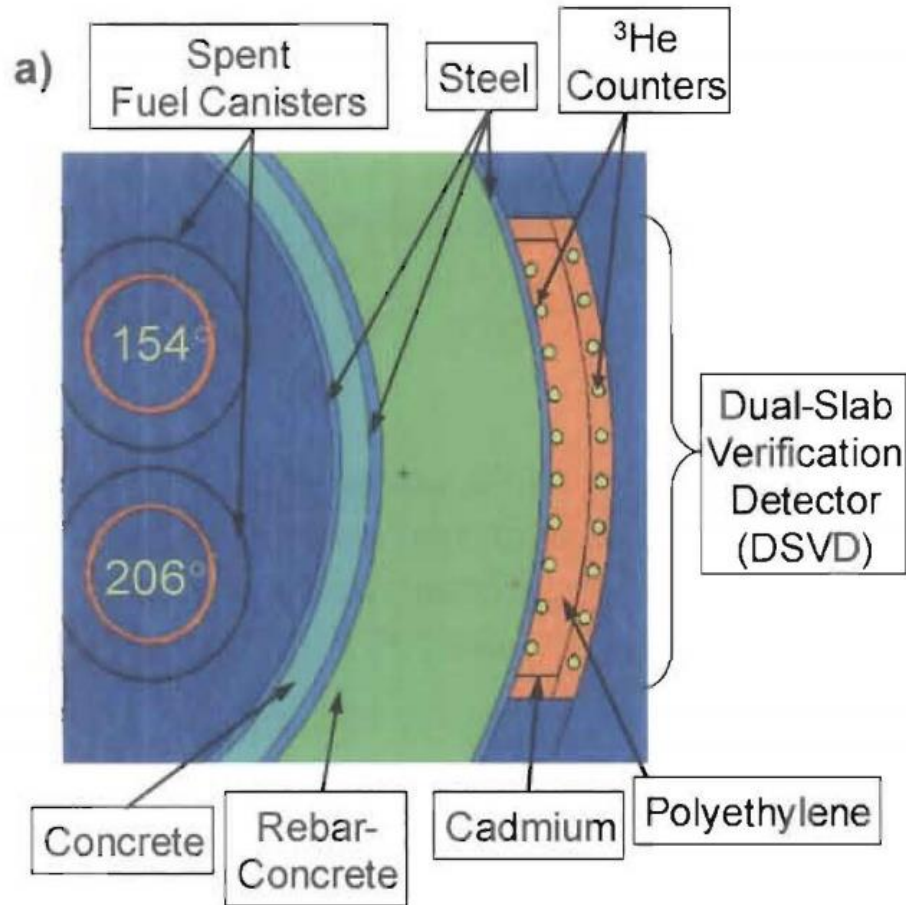 a)
Spent
Fuel Canisters
Steel
³He
Counters
154°
206°
Dual-Slab
Verification
Detector
(DSVD)
Concrete
Rebar-
Concrete
Cadmium
Polyethylene